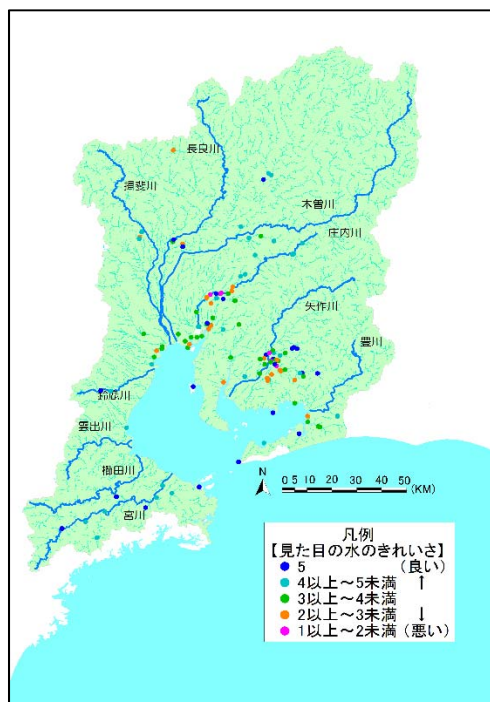 長良川
揖斐川
木曽川
庄内川
矢作川
豊川
鈴鹿川
雲出川
櫛田川
宮川
N
0 5 10 20 30 40 50
(KM)
凡例
【見た目の水のきれいさ】
5 (良い)
4以上～5未満 ↑
3以上～4未満
2以上～3未満 ↓
1以上～2未満 (悪い)